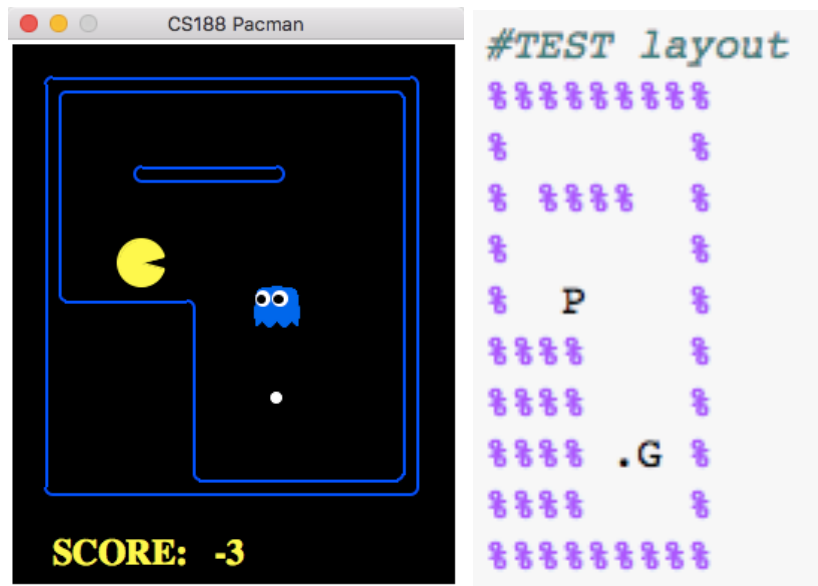 CS188 Pacman
SCORE: -3
#TEST layout
%%%%%%%%%
%       %
% %%%%  %
%       %
%  P    %
%%%%    %
%%%%    %
%%%% .G %
%%%%    %
%%%%%%%%%